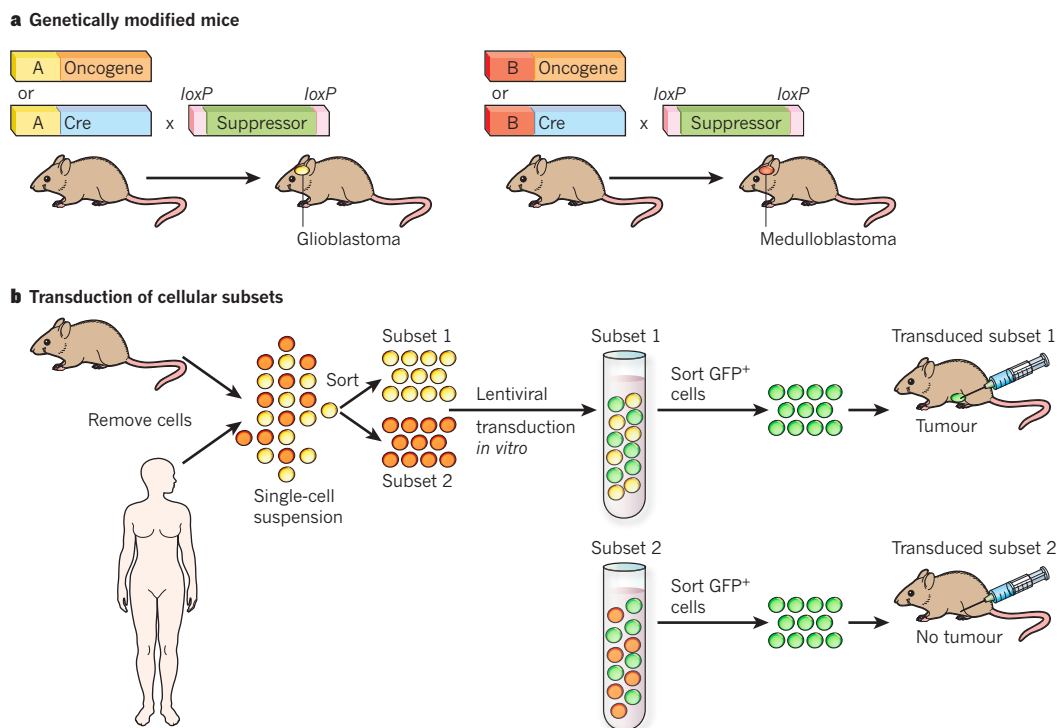 a Genetically modified mice
A Oncogene
or
loxP loxP
A Cre x Suppressor
Glioblastoma
B Oncogene
or
loxP loxP
B Cre x Suppressor
Medulloblastoma
b Transduction of cellular subsets
Remove cells
Single-cell
suspension
Sort
Subset 1
Subset 2
Lentiviral
transduction
in vitro
Subset 1
Sort GFP⁺
cells
Transduced subset 1
Tumour
Subset 2
Sort GFP⁺
cells
Transduced subset 2
No tumour